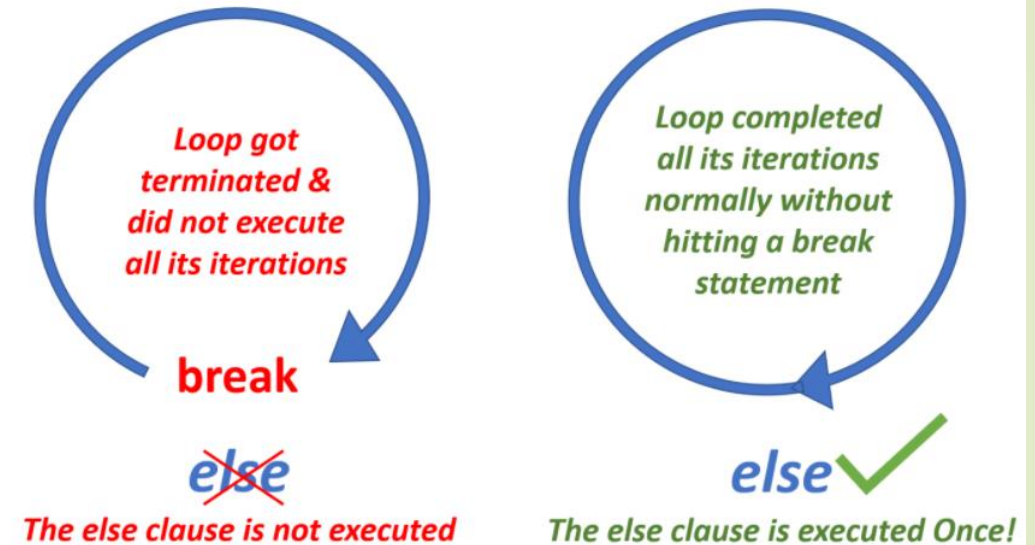 Loop got
terminated &
did not execute
all its iterations
break
else
The else clause is not executed
Loop completed
all its iterations
normally without
hitting a break
statement
else
The else clause is executed Once!